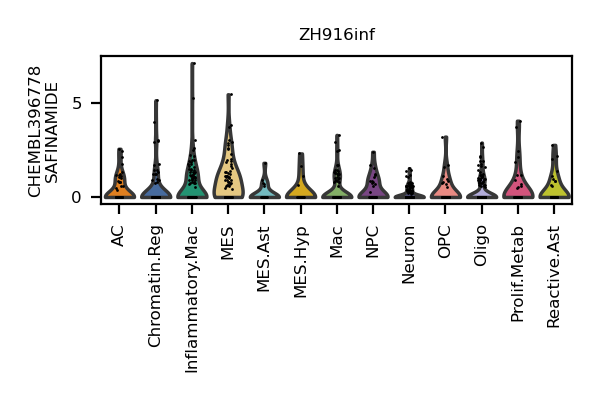 ZH916inf
CHEMBL396778
SAFINAMIDE
5
0
AC
Chromatin.Reg
Inflammatory.Mac
MES
MES.Ast
MES.Hyp
Mac
NPC
Neuron
OPC
Oligo
Prolif.Metab
Reactive.Ast